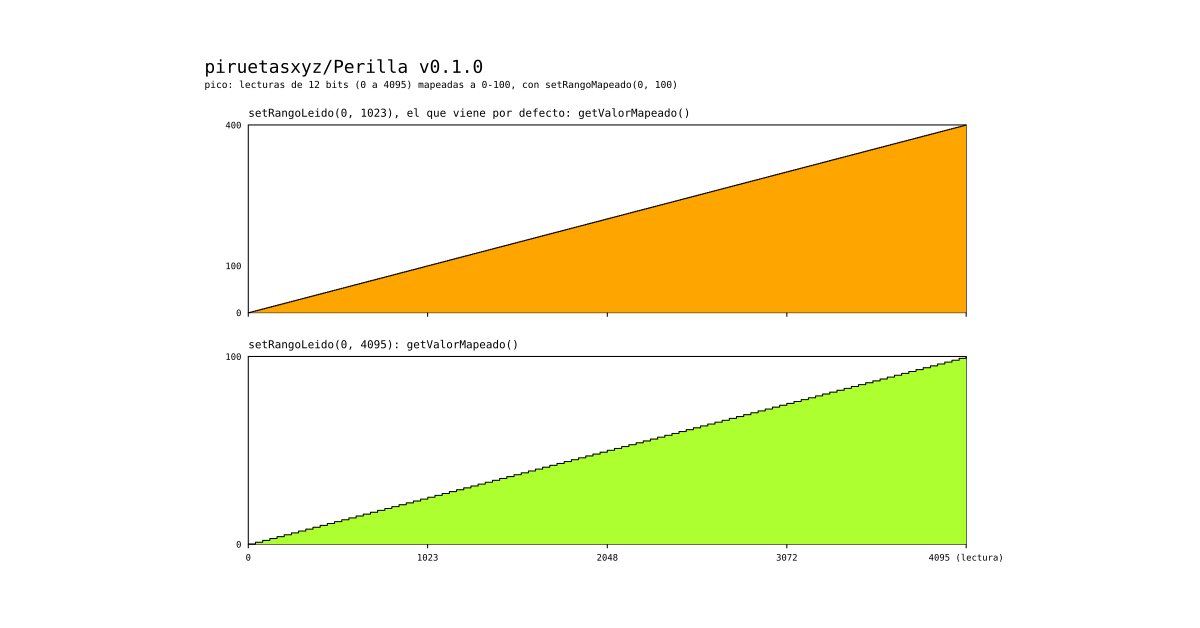 piruetasxyz/Perilla v0.1.0
pico: lecturas de 12 bits (0 a 4095) mapeadas a 0-100, con setRangoMapeado(0, 100)
setRangoLeido(0, 1023), el que viene por defecto: getValorMapeado()
400
100
0
setRangoLeido(0, 4095): getValorMapeado()
100
0
0 1023 2048 3072 4095 (lectura)